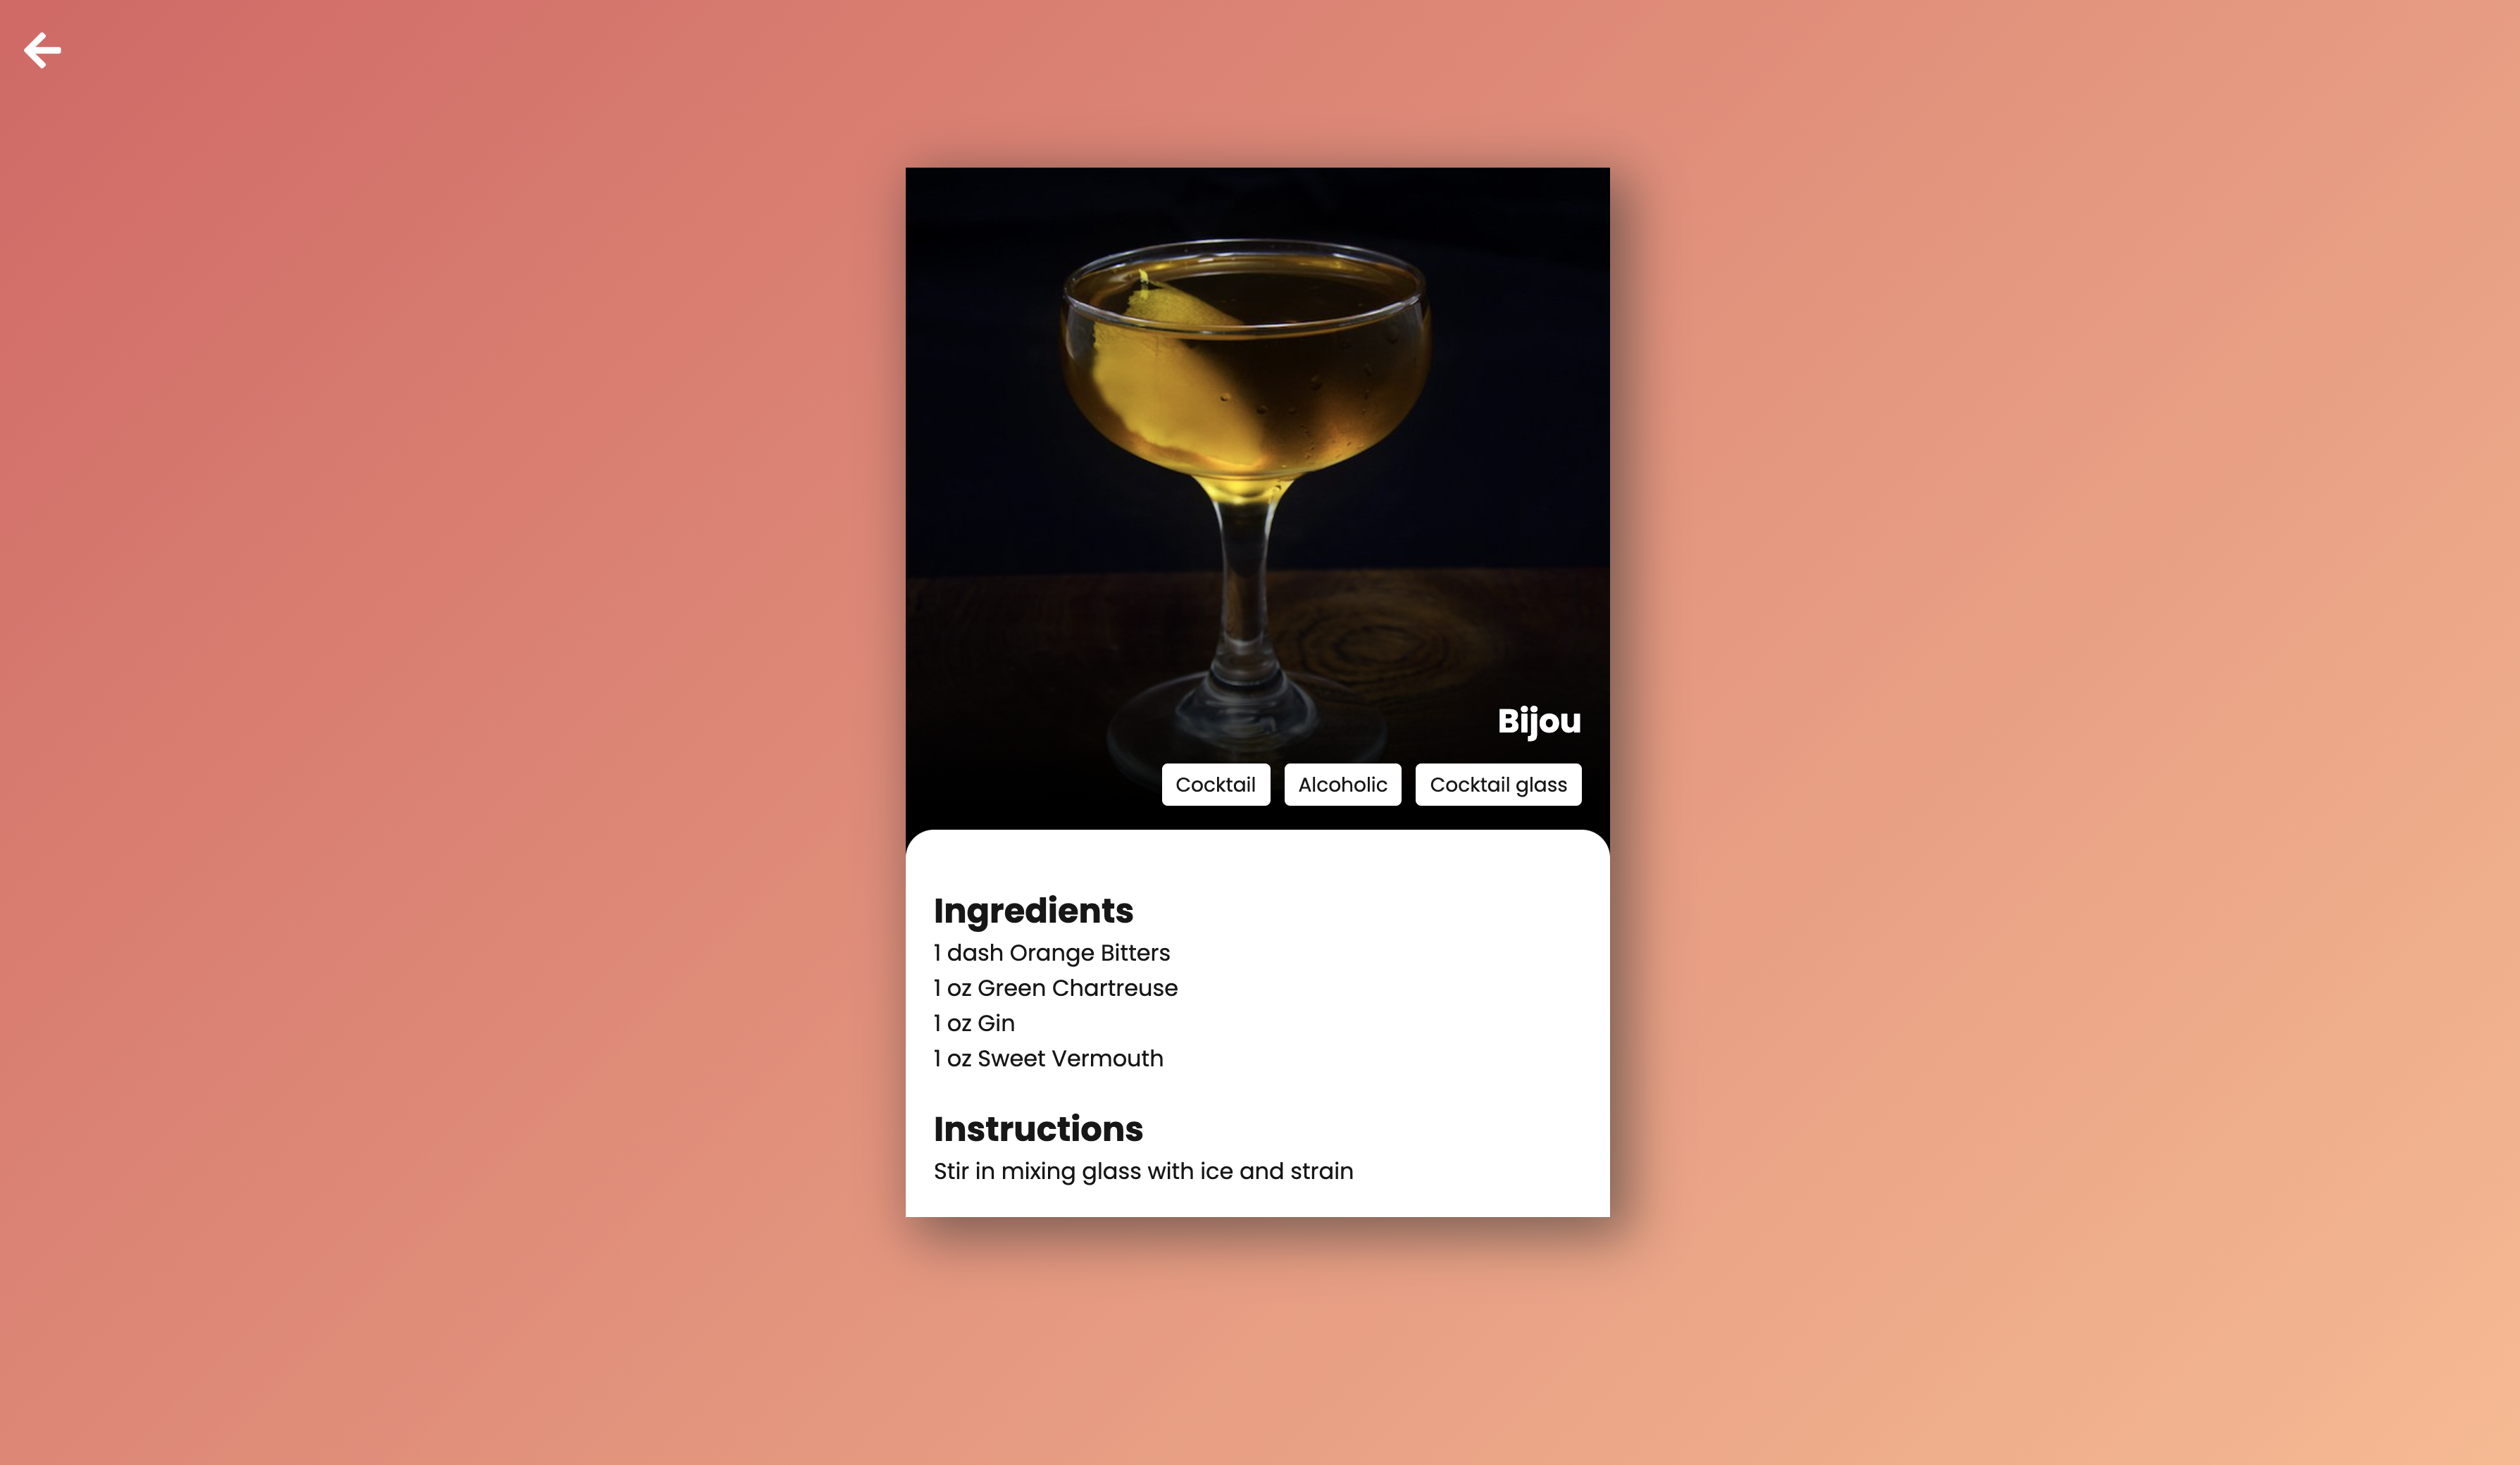 Bijou
Cocktail Alcoholic Cocktail glass
Ingredients
1 dash Orange Bitters
1 oz Green Chartreuse
1 oz Gin
1 oz Sweet Vermouth
Instructions
Stir in mixing glass with ice and strain